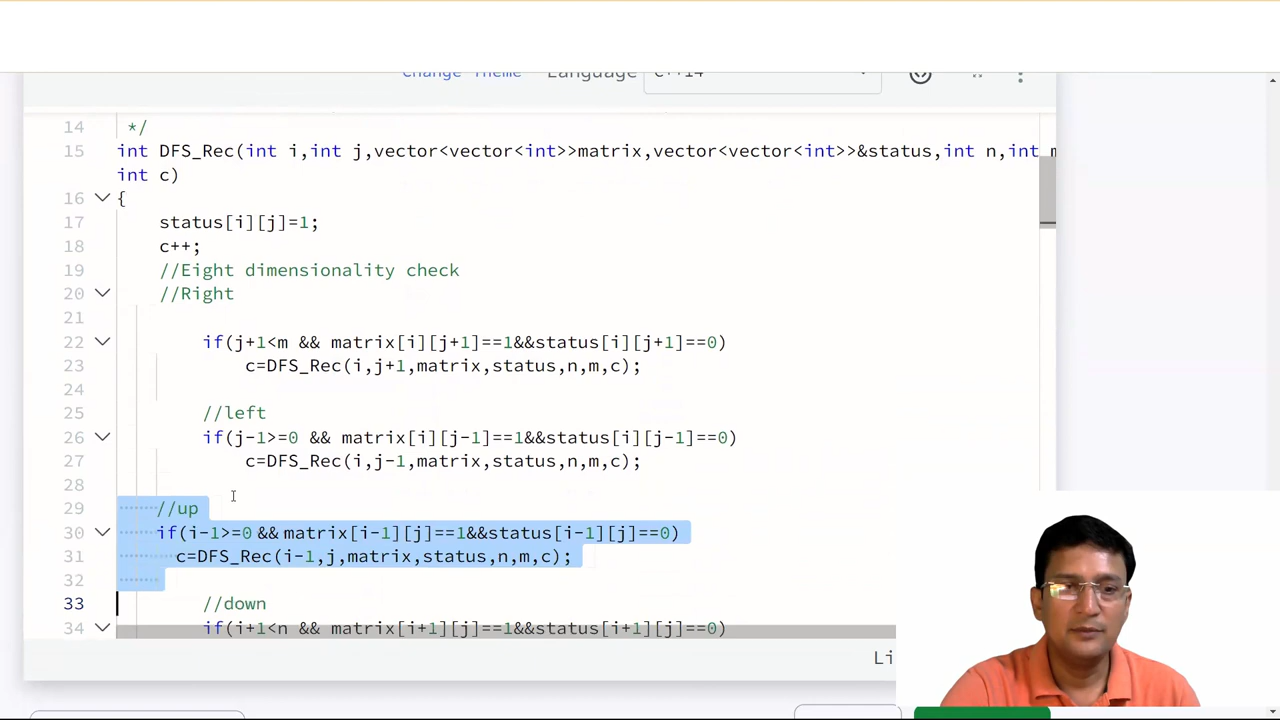 Change Theme Language C++14
14 */
15 int DFS_Rec(int i,int j,vector<vector<int>>matrix,vector<vector<int>>&status,int n,int m
int c)
16 {
17 status[i][j]=1;
18 c++;
19 //Eight dimensionality check
20 //Right
21
22 if(j+1<m && matrix[i][j+1]==1&&status[i][j+1]==0)
23 c=DFS_Rec(i,j+1,matrix,status,n,m,c);
24
25 //left
26 if(j-1>=0 && matrix[i][j-1]==1&&status[i][j-1]==0)
27 c=DFS_Rec(i,j-1,matrix,status,n,m,c);
28
29 //up
30 if(i-1>=0 && matrix[i-1][j]==1&&status[i-1][j]==0)
31 c=DFS_Rec(i-1,j,matrix,status,n,m,c);
32
33 //down
34 if(i+1<n && matrix[i+1][j]==1&&status[i+1][j]==0)
Li